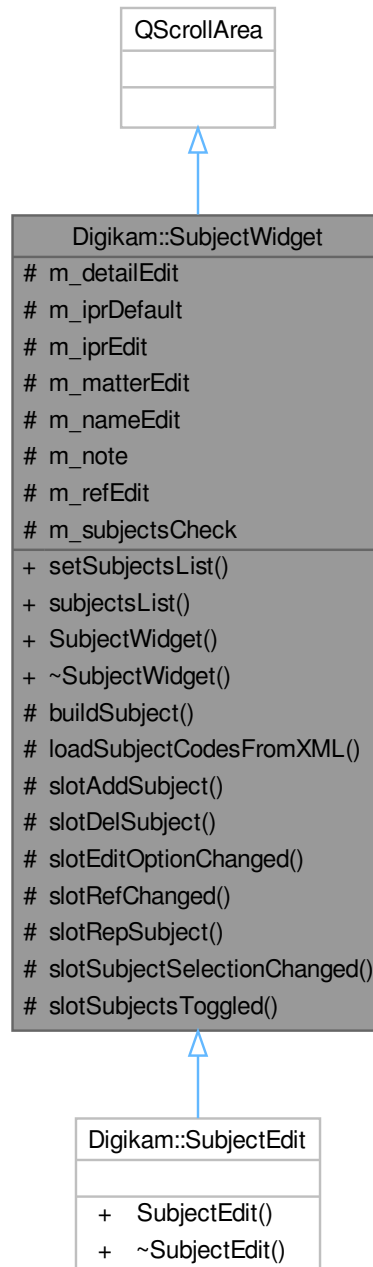 QScrollArea
Digikam::SubjectWidget
# m_detailEdit
# m_iprDefault
# m_iprEdit
# m_matterEdit
# m_nameEdit
# m_note
# m_refEdit
# m_subjectsCheck
+ setSubjectsList()
+ subjectsList()
+ SubjectWidget()
+ ~SubjectWidget()
# buildSubject()
# loadSubjectCodesFromXML()
# slotAddSubject()
# slotDelSubject()
# slotEditOptionChanged()
# slotRefChanged()
# slotRepSubject()
# slotSubjectSelectionChanged()
# slotSubjectsToggled()
Digikam::SubjectEdit
+ SubjectEdit()
+ ~SubjectEdit()